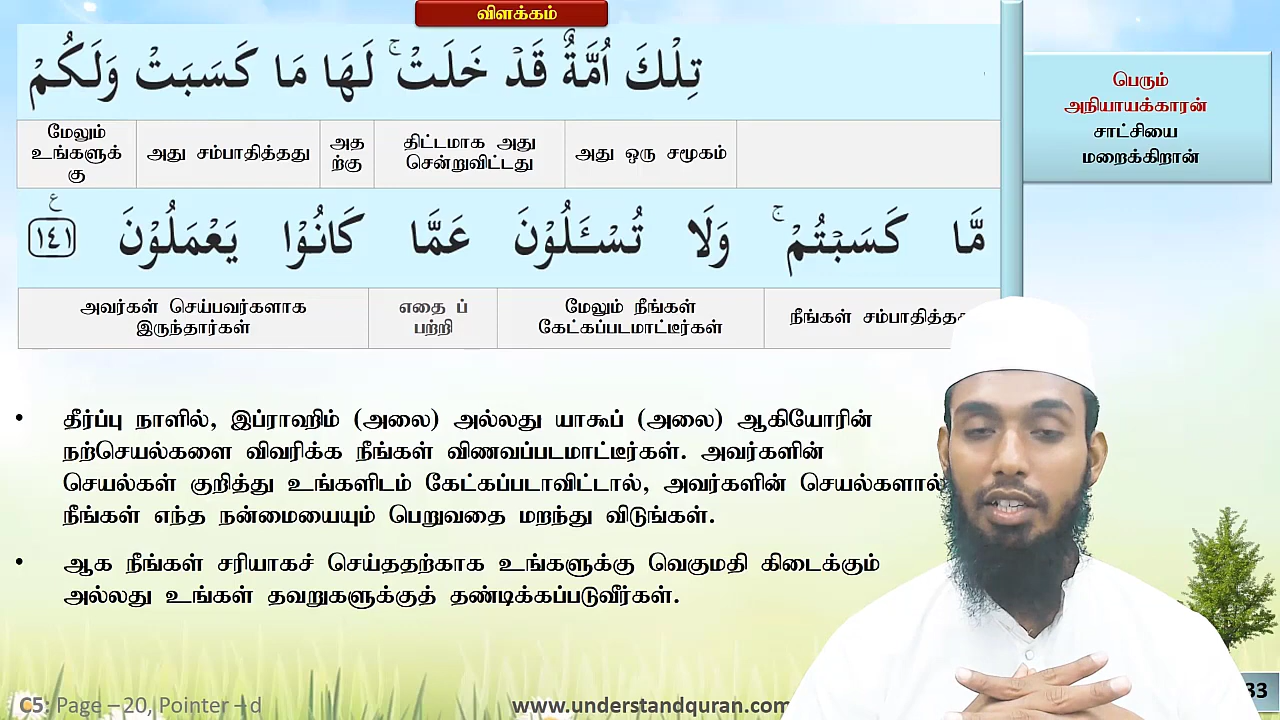 விளக்கம்
تِلْكَ اُمَّةٌ قَدْ خَلَتْ ۚ لَهَا مَا كَسَبَتْ وَلَكُمْ
மேலும்
உங்களுக்
கு
அது சம்பாதித்தது
அத
ற்கு
திட்டமாக அது
சென்றுவிட்டது
அது ஒரு சமூகம்
مَّا كَسَبْتُمْ ۚ وَلَا تُسْـَٔلُوْنَ عَمَّا كَانُوْا يَعْمَلُوْنَ ع ١٤١
அவர்கள் செய்பவர்களாக
இருந்தார்கள்
எதை ப்
பற்றி
மேலும் நீங்கள்
கேட்கப்படமாட்டீர்கள்
நீங்கள்
பெரும்
அநியாயக்காரன்
சாட்சியை
மறைக்கிறான்
• தீர்ப்பு நாளில், இப்ராஹிம் (அலை) அல்லது யாகூப் (அலை) ஆகியோரின்
நற்செயல்களை விவரிக்க நீங்கள் வினவப்படமாட்டீர்கள். அவர்களின்
செயல்கள் குறித்து உங்களிடம் கேட்கப்படாவிட்டால், அவர்களின் செயல்களால்
நீங்கள் எந்த நன்மையையும் பெறுவதை மறந்து விடுங்கள்.
• ஆக நீங்கள் சரியாகச் செய்ததற்காக உங்களுக்கு வெகுமதி கிடைக்கும்
அல்லது உங்கள் தவறுகளுக்குத் தண்டிக்கப்படுவீர்கள்.
C5: Page – 20, Pointer – d
www.understandquran.com
33